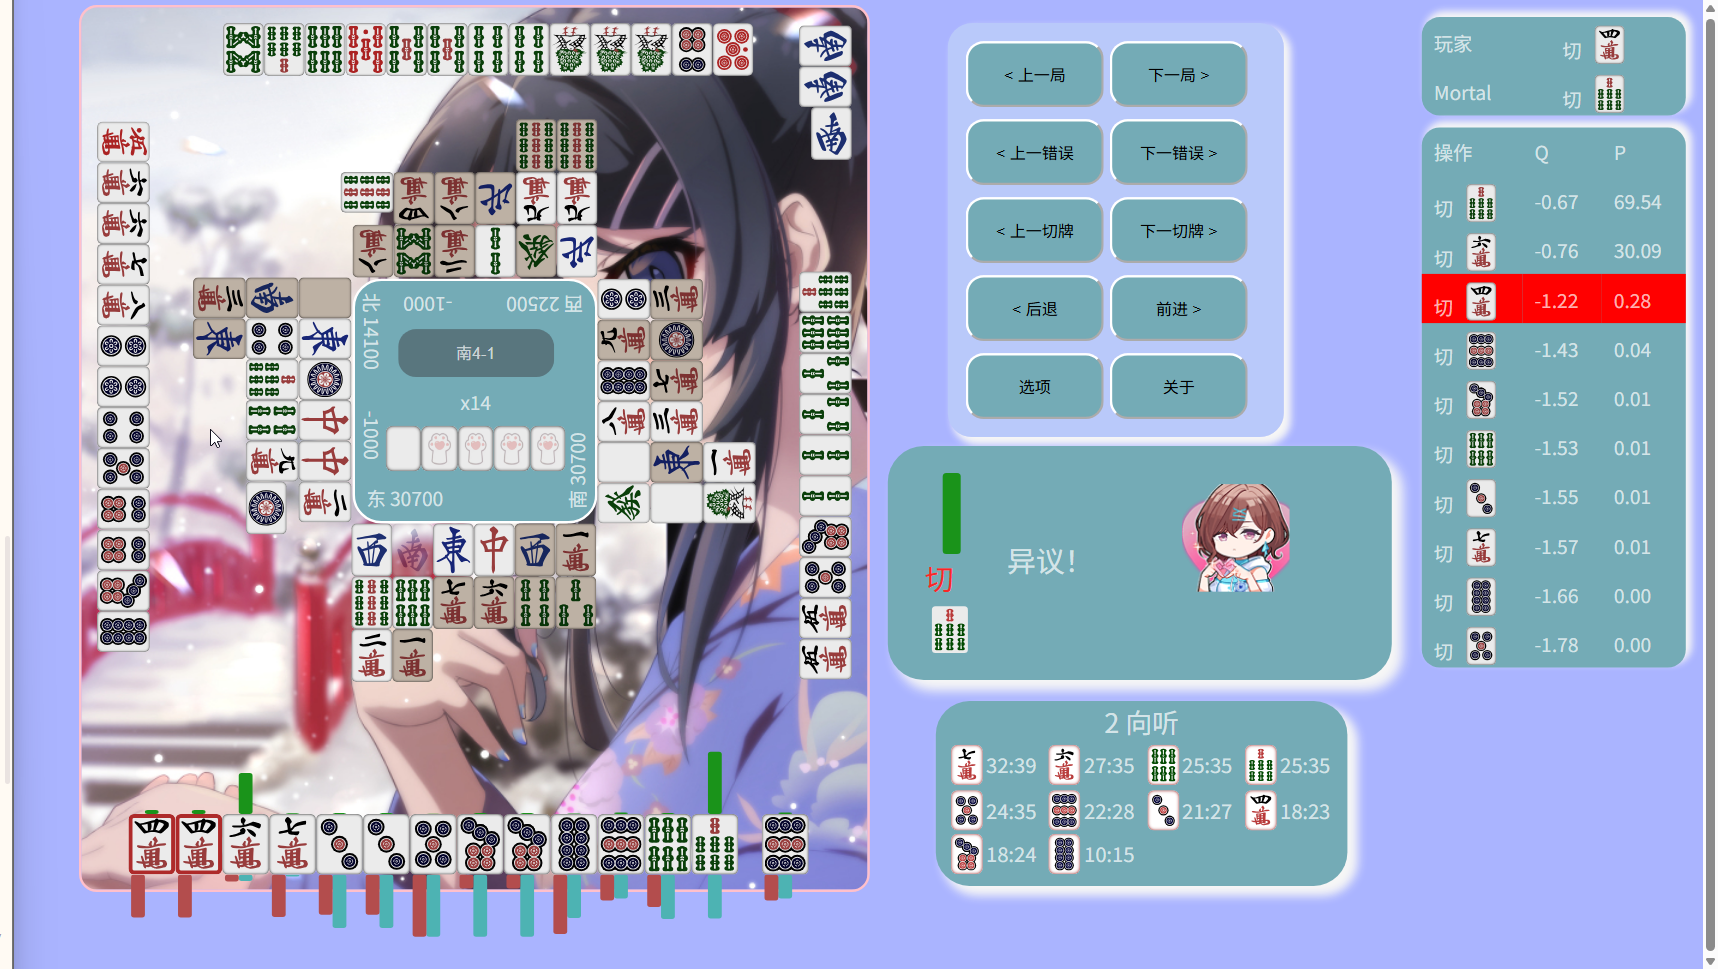 < 上一局
下一局 >
< 上一错误
下一错误 >
< 上一切牌
下一切牌 >
< 后退
前进 >
选项
关于
玩家
切
Mortal
切
操作 Q P
切 -0.67 69.54
切 -0.76 30.09
切 -1.22 0.28
切 -1.43 0.04
切 -1.52 0.01
切 -1.53 0.01
切 -1.55 0.01
切 -1.57 0.01
切 -1.66 0.00
切 -1.78 0.00
北 14100
-1000
西 22500
南4-1
x14
-1000
东 30700
南 30700
切
异议!
2 向听
32:39 27:35 25:35 25:35
24:35 22:28 21:27 18:23
18:24 10:15